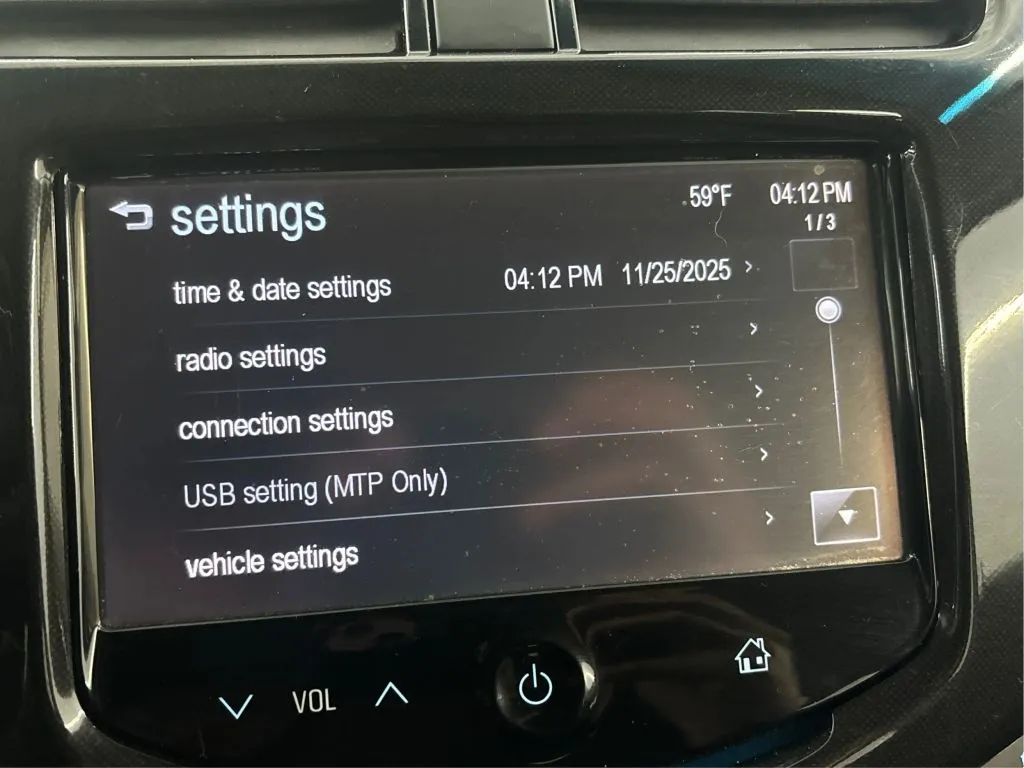 settings 59°F 04:12 PM
1/3
time & date settings 04:12 PM 11/25/2025
radio settings
connection settings
USB setting (MTP Only)
vehicle settings
VOL